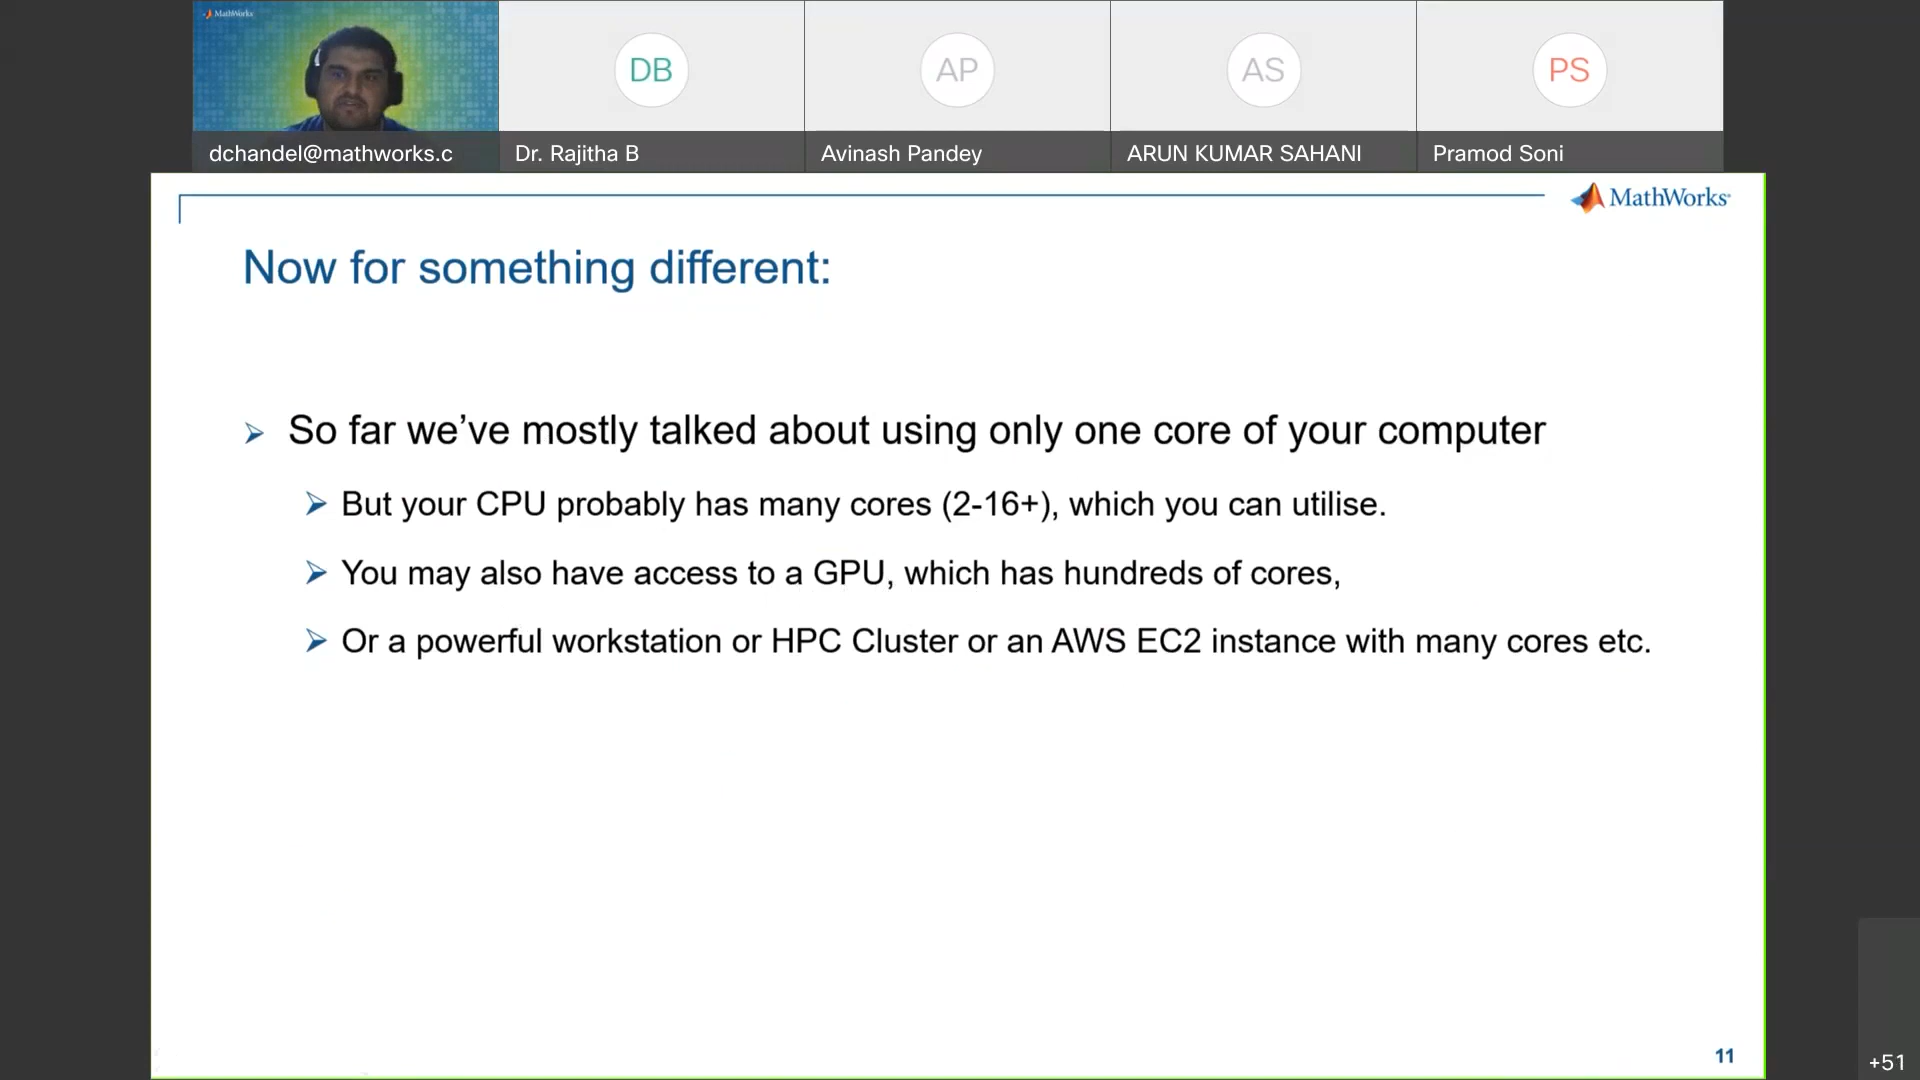 MathWorks
DB
AP
AS
PS
dchandel@mathworks.c
Dr. Rajitha B
Avinash Pandey
ARUN KUMAR SAHANI
Pramod Soni
MathWorks
Now for something different:
So far we’ve mostly talked about using only one core of your computer
But your CPU probably has many cores (2-16+), which you can utilise.
You may also have access to a GPU, which has hundreds of cores,
Or a powerful workstation or HPC Cluster or an AWS EC2 instance with many cores etc.
11
+51